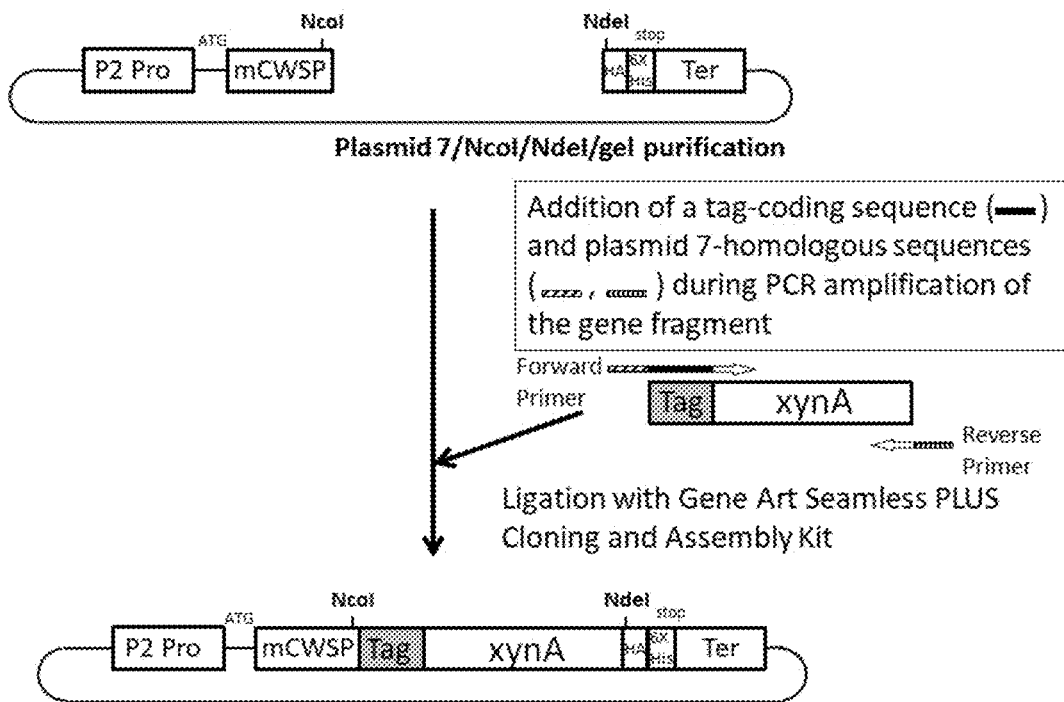 NcoI
NdeI
ATG
stop
P2 Pro
mCWSP
HA
6X
His
Ter
Plasmid 7/NcoI/NdeI/gel purification
Addition of a tag-coding sequence ( )
and plasmid 7-homologous sequences
( , ) during PCR amplification of
the gene fragment
Forward
Primer
Tag
xynA
Reverse
Primer
Ligation with Gene Art Seamless PLUS
Cloning and Assembly Kit
NcoI
NdeI
ATG
stop
P2 Pro
mCWSP
Tag
xynA
HA
6X
His
Ter